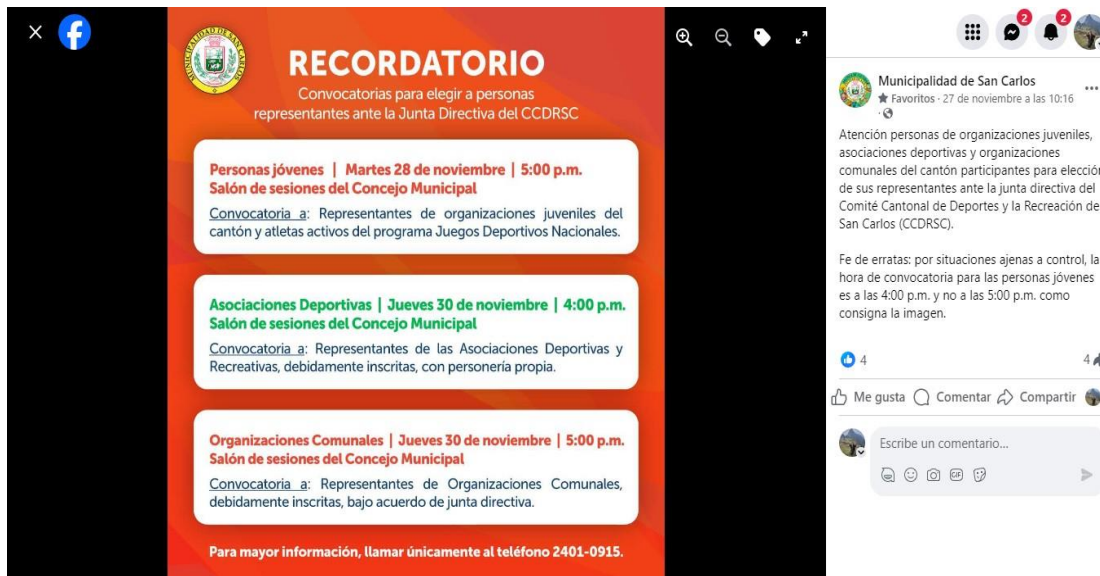 MUNICIPALIDAD DE SAN CARLOS
RECORDATORIO
Convocatorias para elegir a personas
representantes ante la Junta Directiva del CCDRSC
Personas jóvenes | Martes 28 de noviembre | 5:00 p.m.
Salón de sesiones del Concejo Municipal
Convocatoria a: Representantes de organizaciones juveniles del
cantón y atletas activos del programa Juegos Deportivos Nacionales.
Asociaciones Deportivas | Jueves 30 de noviembre | 4:00 p.m.
Salón de sesiones del Concejo Municipal
Convocatoria a: Representantes de las Asociaciones Deportivas y
Recreativas, debidamente inscritas, con personería propia.
Organizaciones Comunales | Jueves 30 de noviembre | 5:00 p.m.
Salón de sesiones del Concejo Municipal
Convocatoria a: Representantes de Organizaciones Comunales,
debidamente inscritas, bajo acuerdo de junta directiva.
Para mayor información, llamar únicamente al teléfono 2401-0915.
2
2
Municipalidad de San Carlos
Favoritos · 27 de noviembre a las 10:16
Atención personas de organizaciones juveniles,
asociaciones deportivas y organizaciones
comunales del cantón participantes para elección
de sus representantes ante la junta directiva del
Comité Cantonal de Deportes y la Recreación de
San Carlos (CCDRSC).
Fe de erratas: por situaciones ajenas a control, la
hora de convocatoria para las personas jóvenes
es a las 4:00 p.m. y no a las 5:00 p.m. como
consigna la imagen.
4
4
Me gusta Comentar Compartir
Escribe un comentario...
GIF